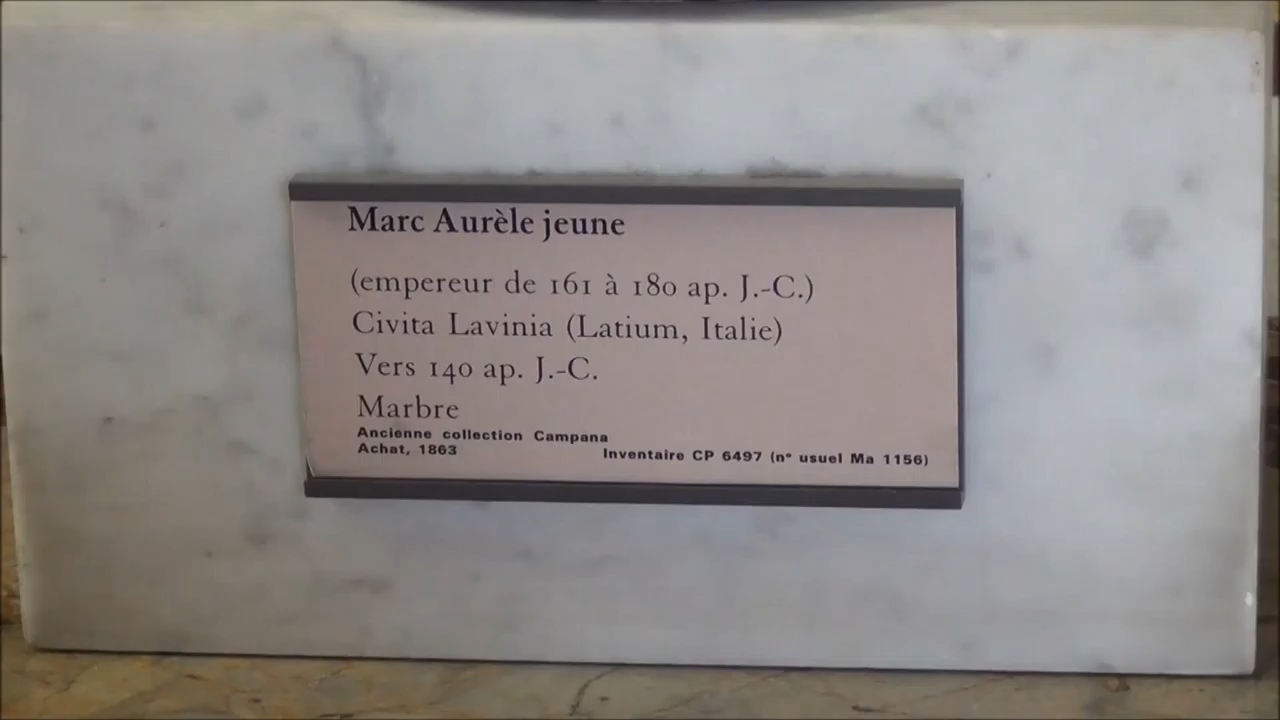 Marc Aurèle jeune
(empereur de 161 à 180 ap. J.-C.)
Civita Lavinia (Latium, Italie)
Vers 140 ap. J.-C.
Marbre
Ancienne collection Campana
Achat, 1863 Inventaire CP 6497 (n° usuel Ma 1156)